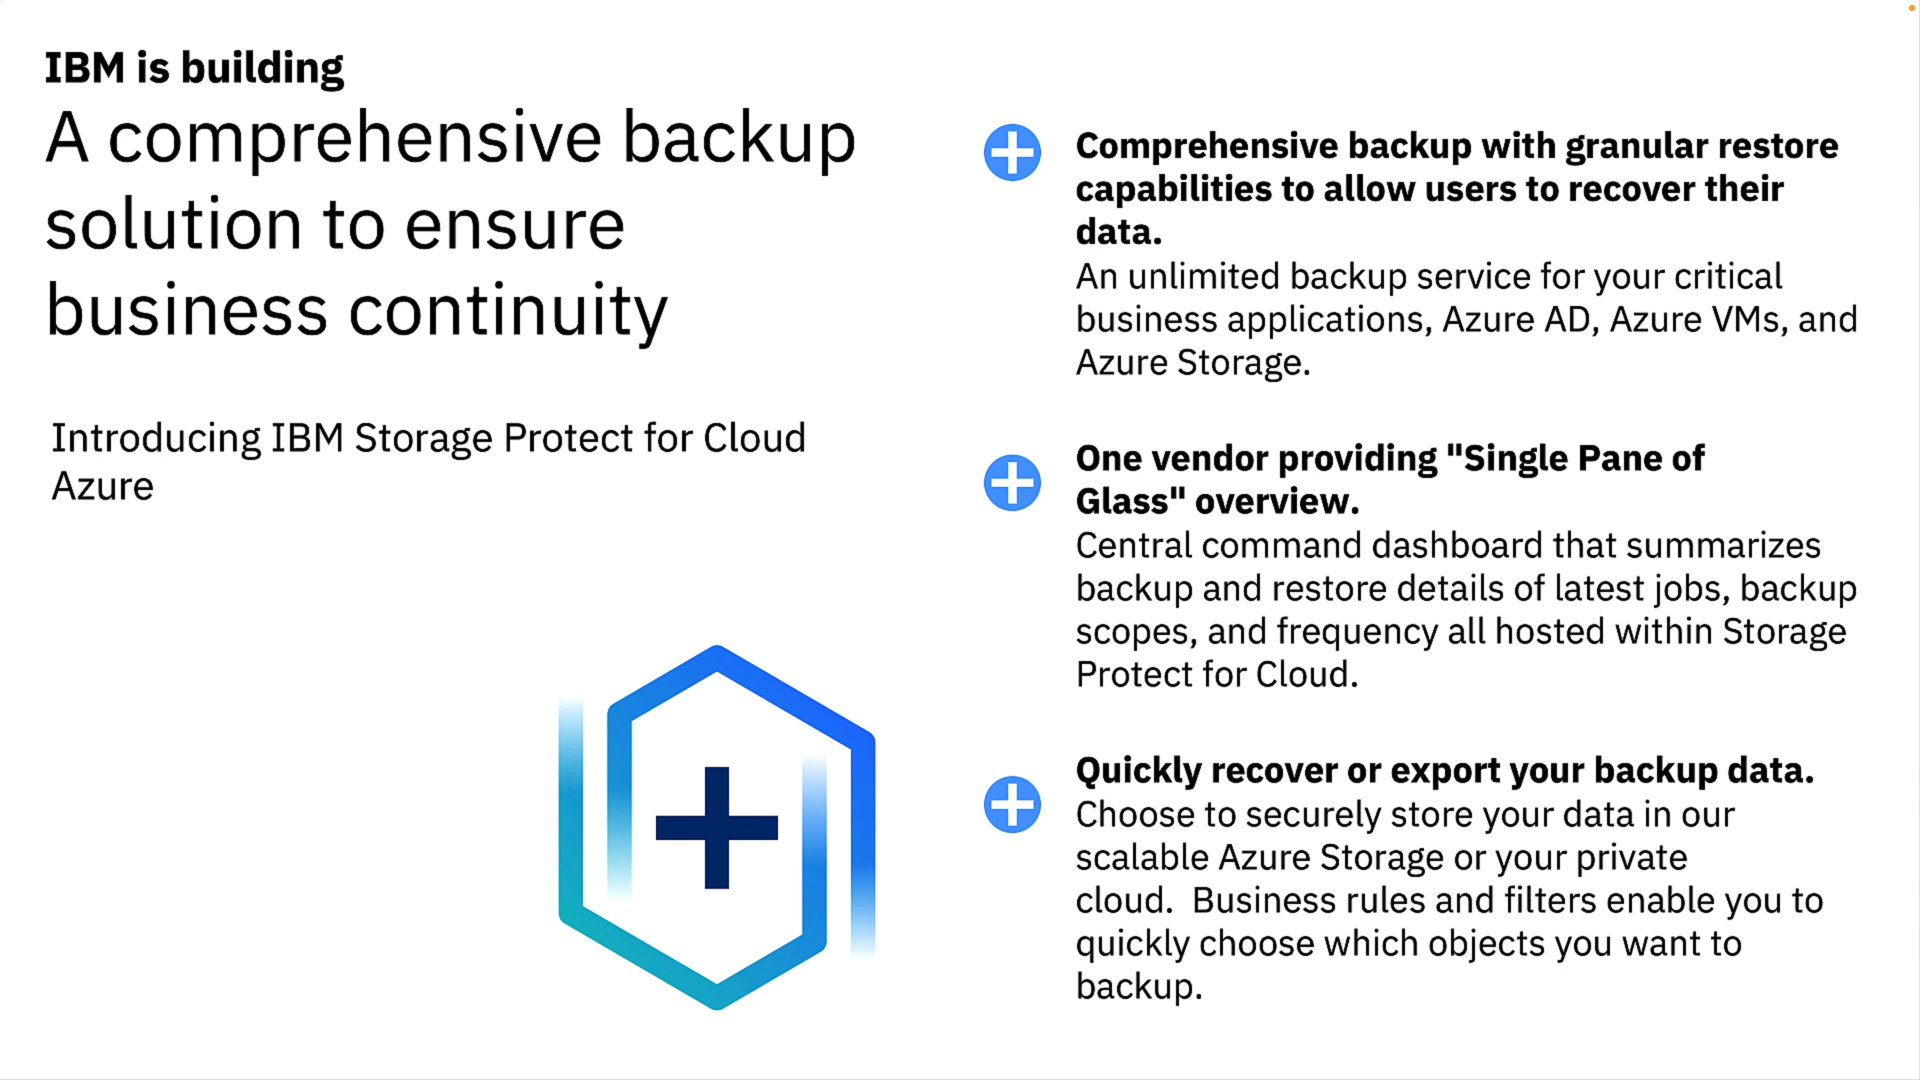 IBM is building
A comprehensive backup
solution to ensure
business continuity
Introducing IBM Storage Protect for Cloud
Azure
Comprehensive backup with granular restore
capabilities to allow users to recover their
data.
An unlimited backup service for your critical
business applications, Azure AD, Azure VMs, and
Azure Storage.
One vendor providing "Single Pane of
Glass" overview.
Central command dashboard that summarizes
backup and restore details of latest jobs, backup
scopes, and frequency all hosted within Storage
Protect for Cloud.
Quickly recover or export your backup data.
Choose to securely store your data in our
scalable Azure Storage or your private
cloud.  Business rules and filters enable you to
quickly choose which objects you want to
backup.